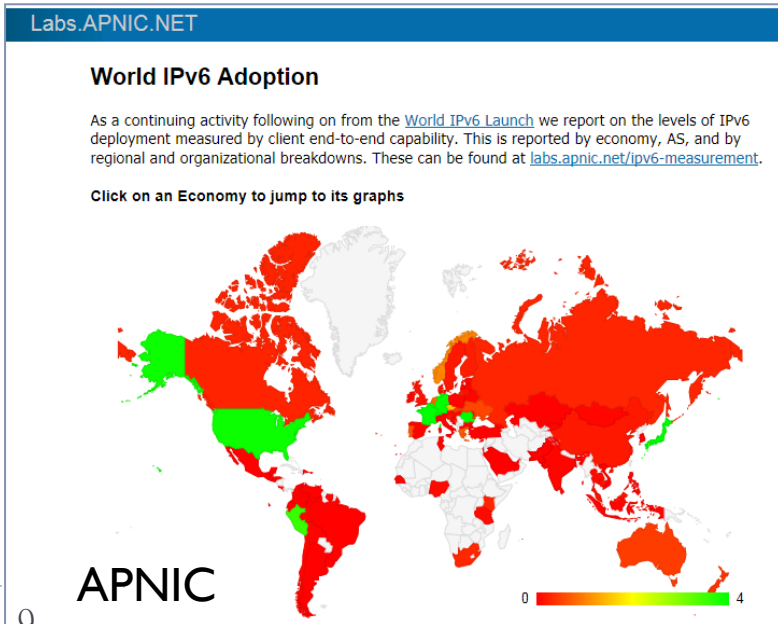 Labs.APNIC.NET
World IPv6 Adoption
As a continuing activity following on from the World IPv6 Launch we report on the levels of IPv6
deployment measured by client end-to-end capability. This is reported by economy, AS, and by
regional and organizational breakdowns. These can be found at labs.apnic.net/ipv6-measurement.
Click on an Economy to jump to its graphs
APNIC
0 4
9